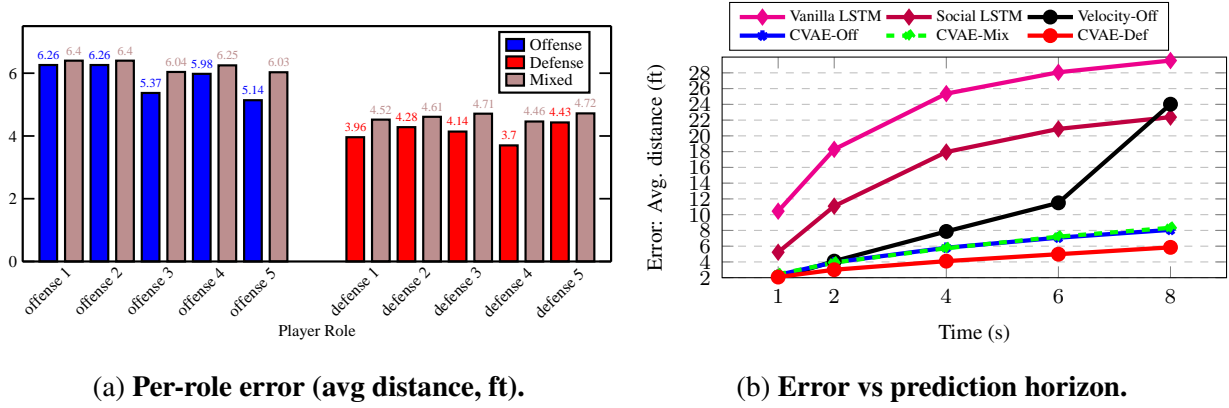 6.26
6.4
6.26
6.4
5.37
6.04
5.98
6.25
5.14
6.03
3.96
4.52
4.28
4.61
4.14
4.71
3.7
4.46
4.43
4.72
Offense
Defense
Mixed
6
4
2
0
offense 1
offense 2
offense 3
offense 4
offense 5
defense 1
defense 2
defense 3
defense 4
defense 5
Player Role
(a) Per-role error (avg distance, ft).
Vanilla LSTM Social LSTM Velocity-Off
CVAE-Off CVAE-Mix CVAE-Def
Error: Avg. distance (ft)
28
26
24
22
20
18
16
14
12
10
8
6
4
2
1 2 4 6 8
Time (s)
(b) Error vs prediction horizon.